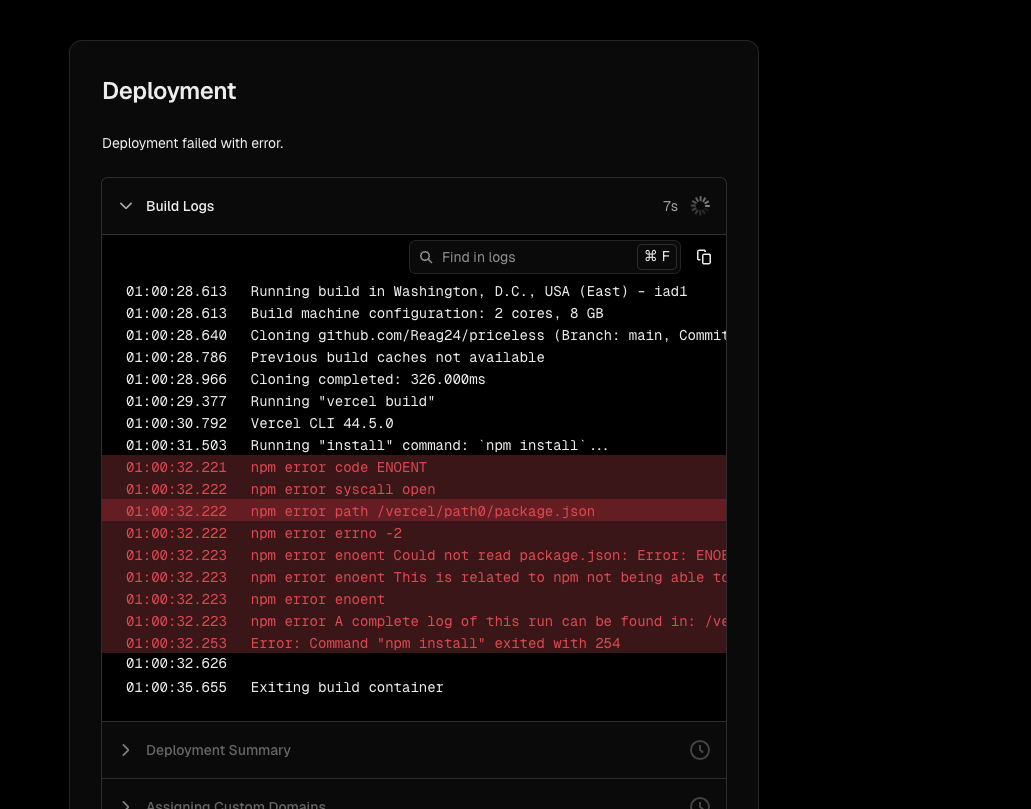 Deployment
Deployment failed with error.
Build Logs 7s
Find in logs ⌘ F
01:00:28.613 Running build in Washington, D.C., USA (East) – iad1
01:00:28.613 Build machine configuration: 2 cores, 8 GB
01:00:28.640 Cloning github.com/Reag24/priceless (Branch: main, Commit
01:00:28.786 Previous build caches not available
01:00:28.966 Cloning completed: 326.000ms
01:00:29.377 Running "vercel build"
01:00:30.792 Vercel CLI 44.5.0
01:00:31.503 Running "install" command: `npm install`...
01:00:32.221 npm error code ENOENT
01:00:32.222 npm error syscall open
01:00:32.222 npm error path /vercel/path0/package.json
01:00:32.222 npm error errno -2
01:00:32.223 npm error enoent Could not read package.json: Error: ENOE
01:00:32.223 npm error enoent This is related to npm not being able to
01:00:32.223 npm error enoent
01:00:32.223 npm error A complete log of this run can be found in: /ve
01:00:32.253 Error: Command "npm install" exited with 254
01:00:32.626
01:00:35.655 Exiting build container
Deployment Summary
Assigning Custom Domains